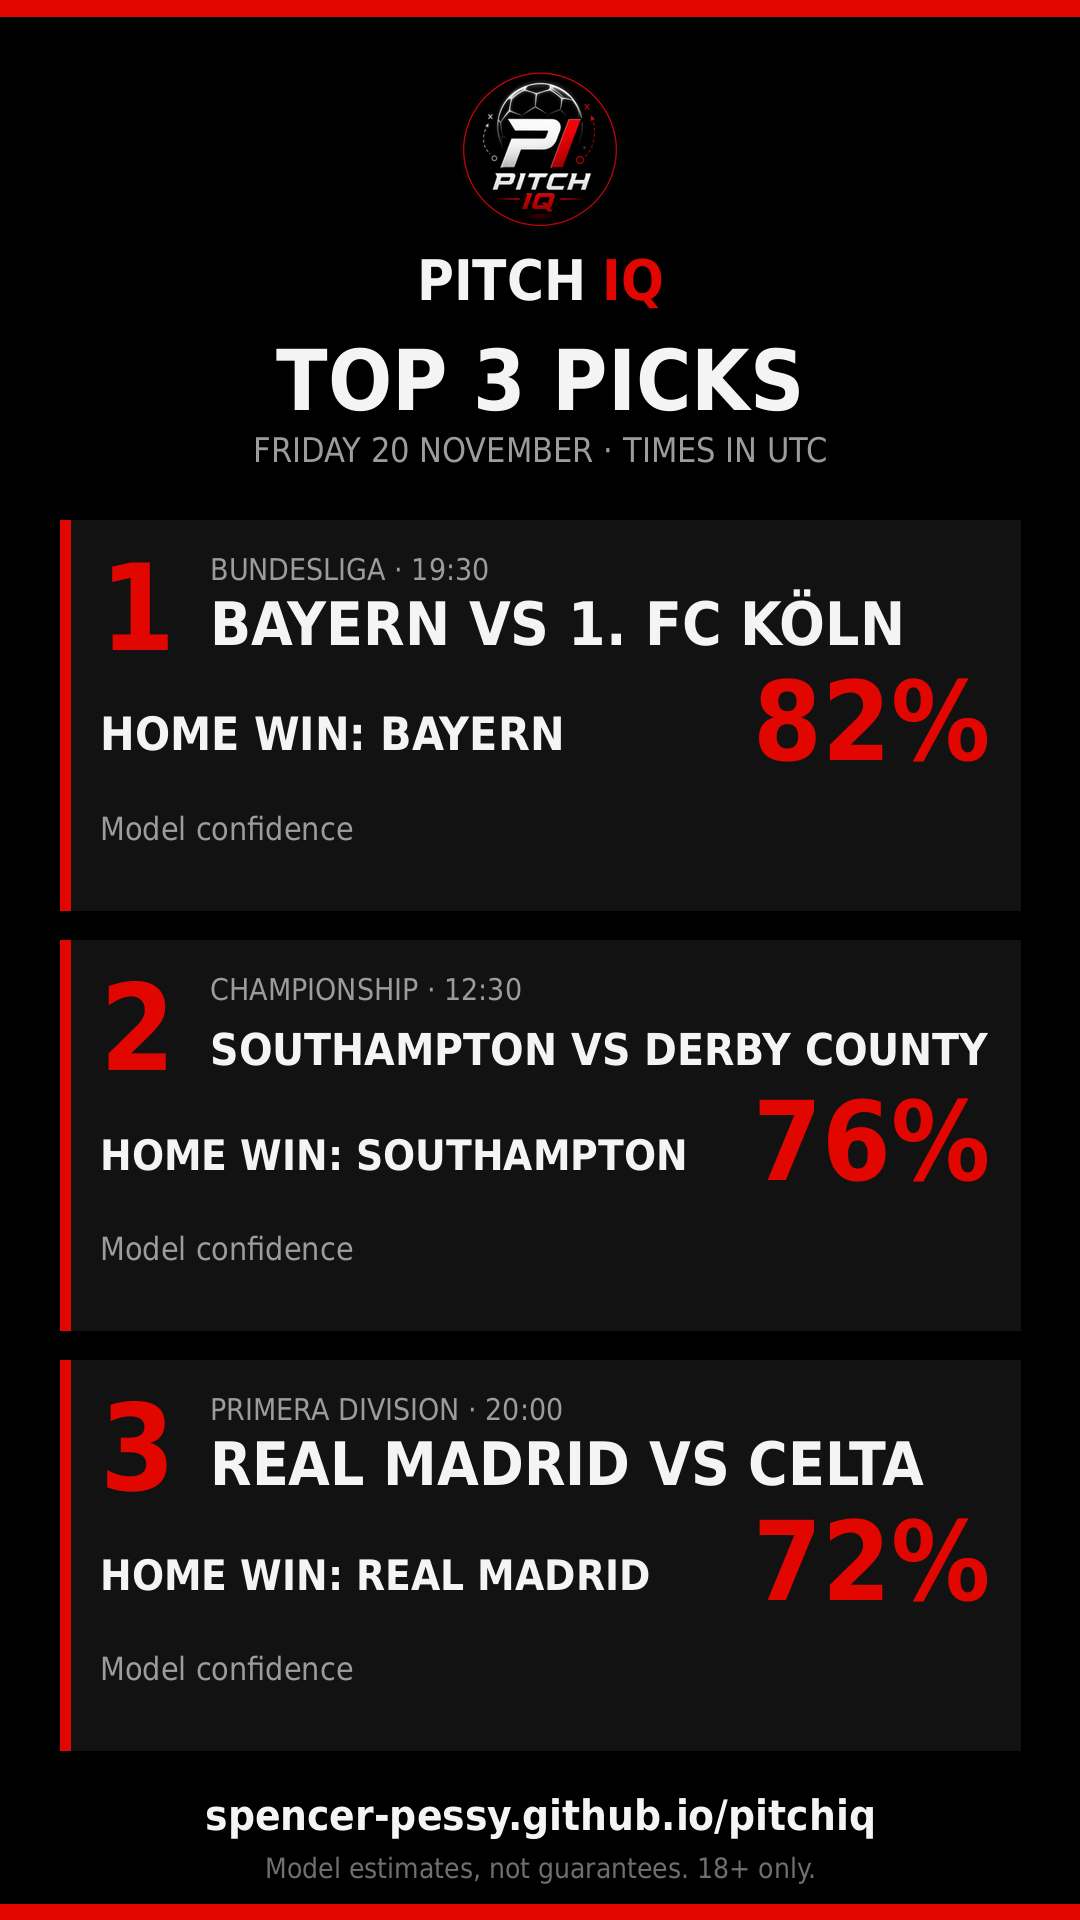 PI
PITCH
IQ
PITCH IQ
TOP 3 PICKS
FRIDAY 20 NOVEMBER · TIMES IN UTC
1
BUNDESLIGA · 19:30
BAYERN VS 1. FC KÖLN
HOME WIN: BAYERN
82%
Model confidence
2
CHAMPIONSHIP · 12:30
SOUTHAMPTON VS DERBY COUNTY
HOME WIN: SOUTHAMPTON
76%
Model confidence
3
PRIMERA DIVISION · 20:00
REAL MADRID VS CELTA
HOME WIN: REAL MADRID
72%
Model confidence
spencer-pessy.github.io/pitchiq
Model estimates, not guarantees. 18+ only.